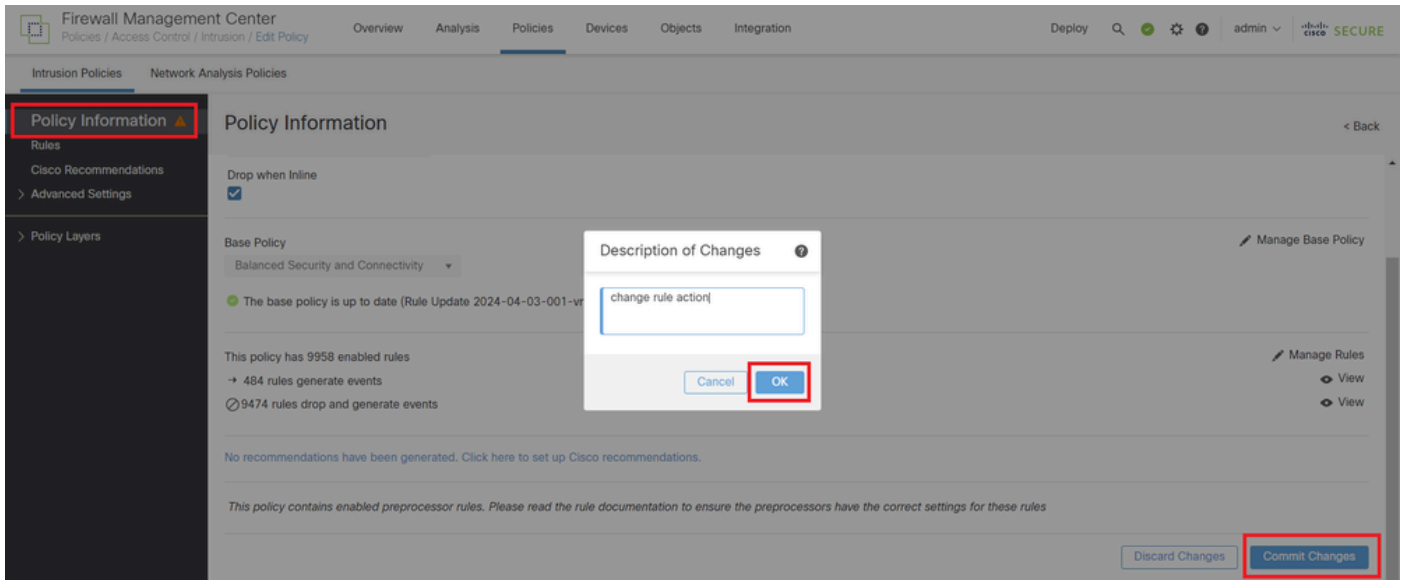 Firewall Management Center
Policies / Access Control / Intrusion / Edit Policy
Overview
Analysis
Policies
Devices
Objects
Integration
Deploy
admin
cisco SECURE
Intrusion Policies
Network Analysis Policies
Policy Information
Rules
Cisco Recommendations
Advanced Settings
Policy Layers
Policy Information
< Back
Drop when Inline
Base Policy
Manage Base Policy
Balanced Security and Connectivity
The base policy is up to date (Rule Update 2024-04-03-001-vr
This policy has 9958 enabled rules
Manage Rules
484 rules generate events
View
9474 rules drop and generate events
View
No recommendations have been generated. Click here to set up Cisco recommendations.
This policy contains enabled preprocessor rules. Please read the rule documentation to ensure the preprocessors have the correct settings for these rules
Discard Changes
Commit Changes
Description of Changes
change rule action
Cancel
OK